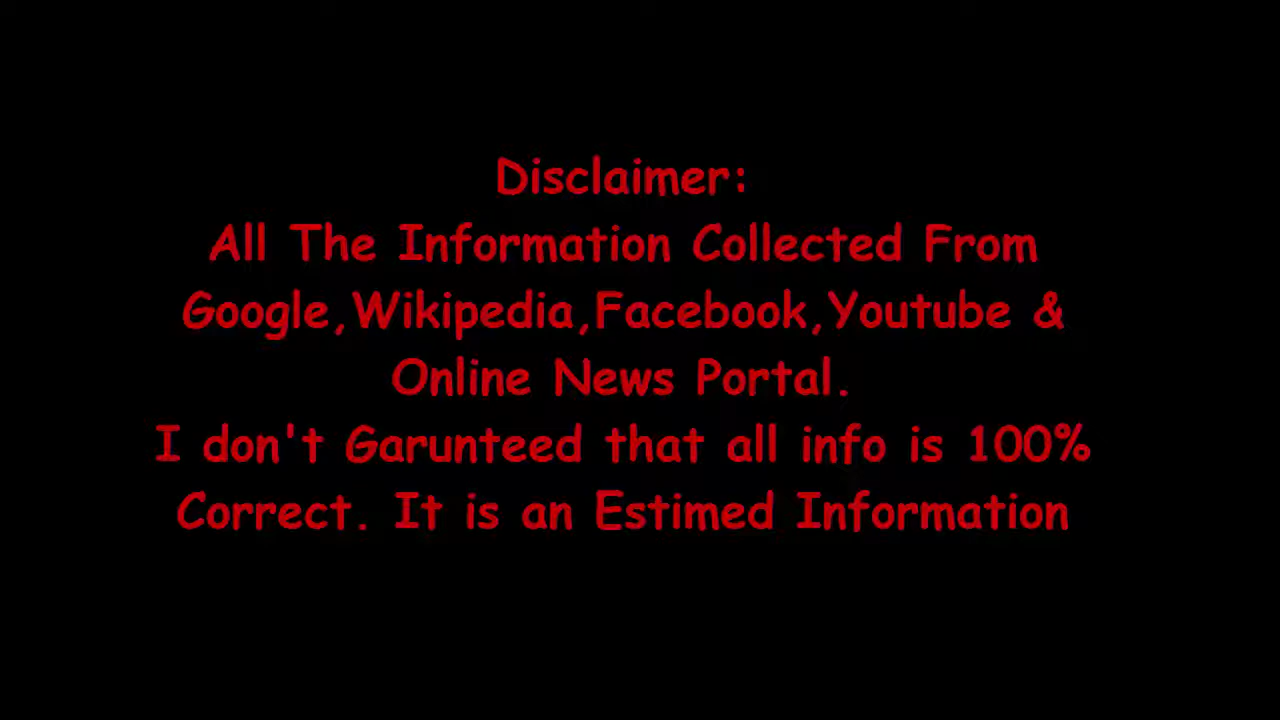 Disclaimer:
All The Information Collected From
Google,Wikipedia,Facebook,Youtube &
Online News Portal.
I don't Garunteed that all info is 100%
Correct. It is an Estimed Information